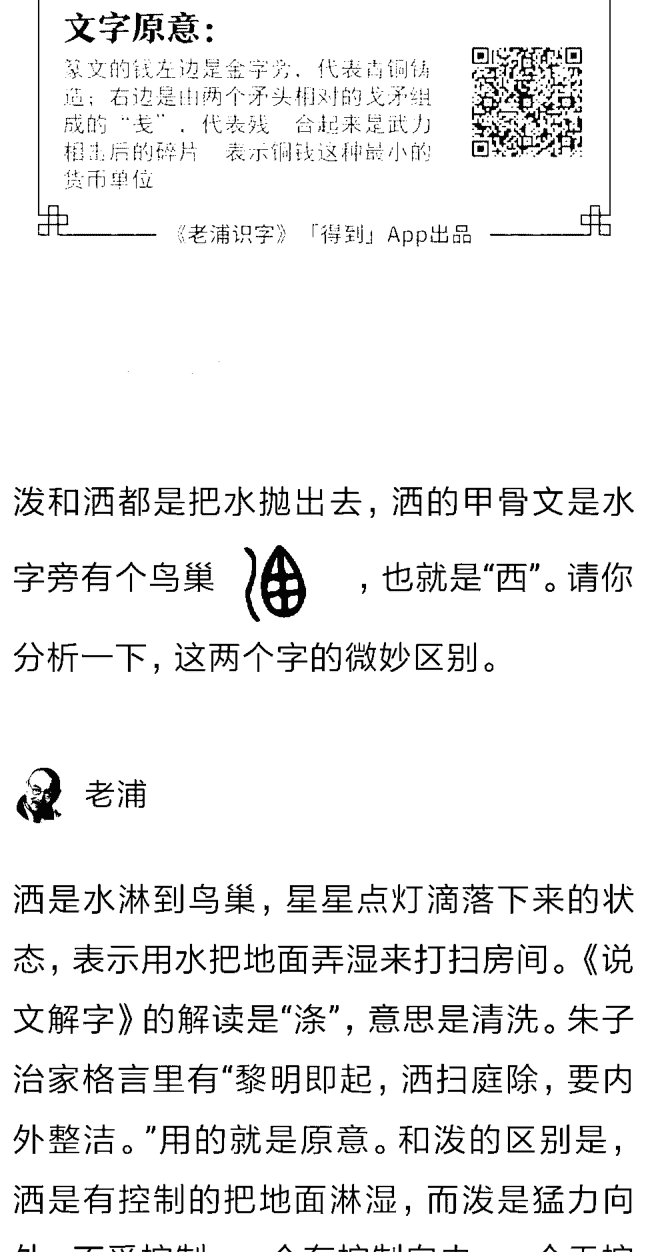 文字原意：
篆文的钱左边是金字旁，代表青铜铸
造；右边是由两个矛头相对的戈矛组
成的“戋”，代表残 合起来是武力
相击后的碎片 表示铜钱这种最小的
货币单位
《老浦识字》「得到」App出品
泼和洒都是把水抛出去，洒的甲骨文是水
字旁有个鸟巢 ，也就是“西”。请你
分析一下，这两个字的微妙区别。
老浦
洒是水淋到鸟巢，星星点灯滴落下来的状
态，表示用水把地面弄湿来打扫房间。《说
文解字》的解读是“涤”，意思是清洗。朱子
治家格言里有“黎明即起，洒扫庭除，要内
外整洁。”用的就是原意。和泼的区别是，
洒是有控制的把地面淋湿，而泼是猛力向